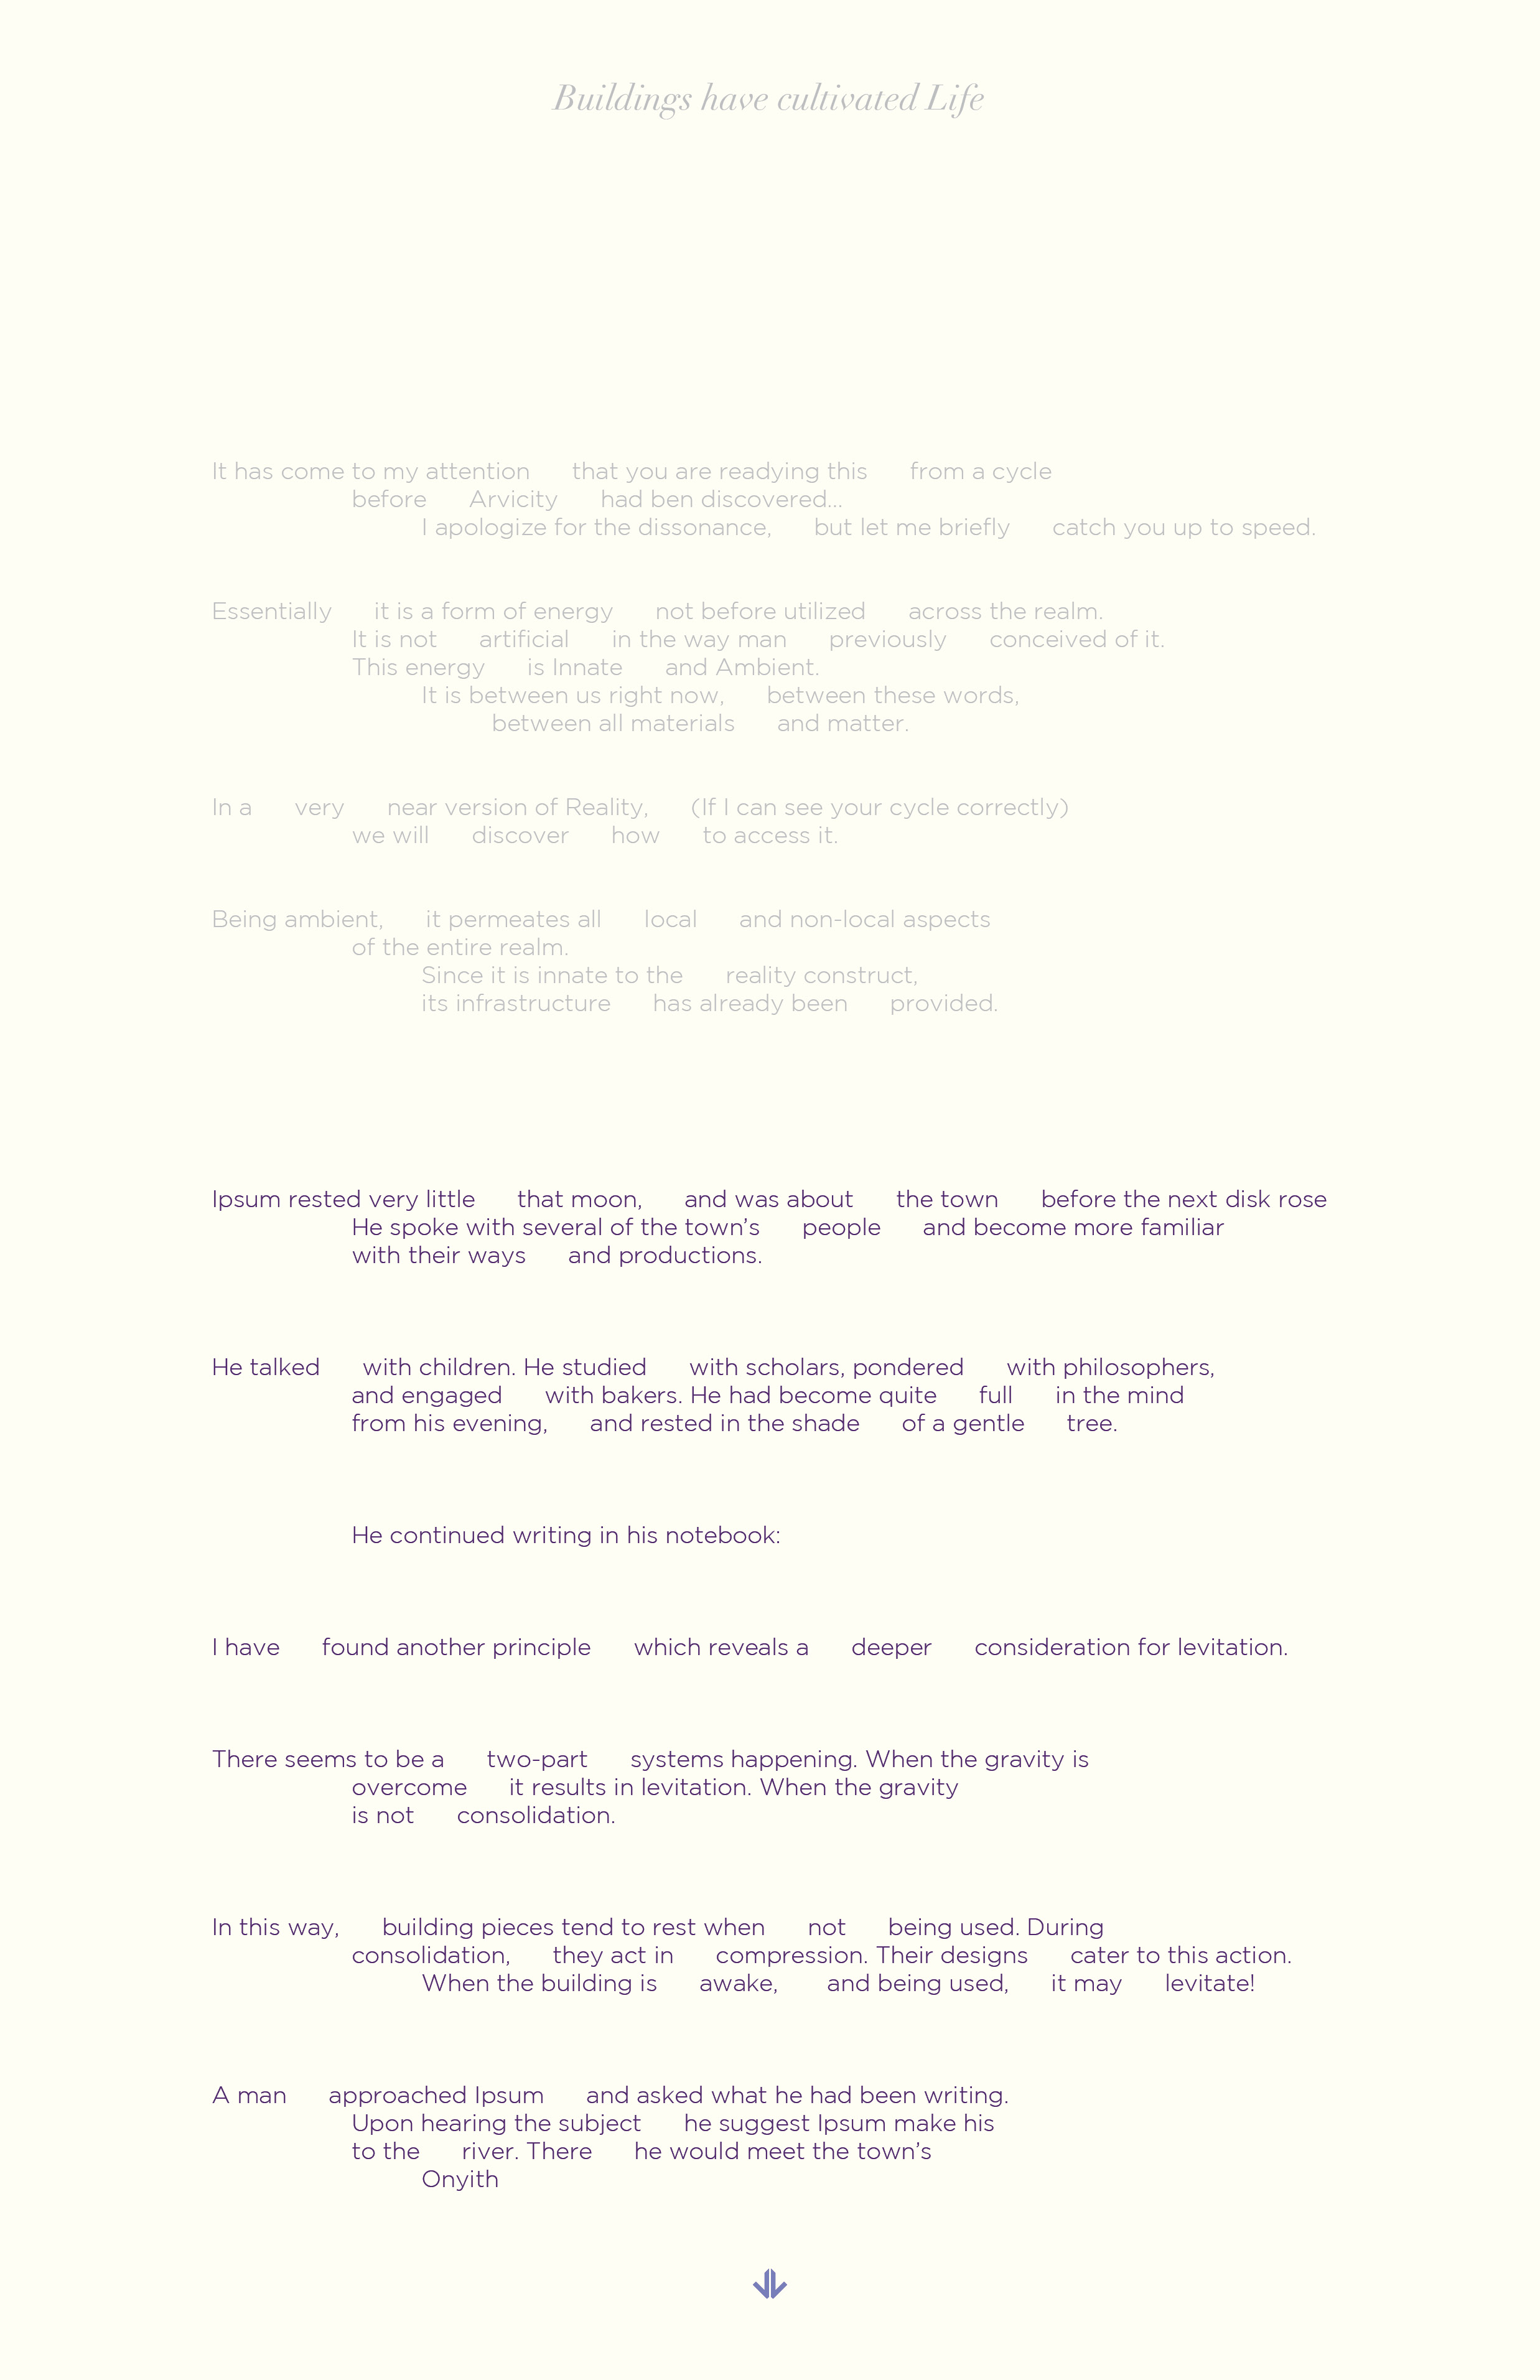 Buildings have cultivated Life
It has come to my attention that you are readying this from a cycle
before Arvicity had ben discovered...
I apologize for the dissonance, but let me briefly catch you up to speed.
Essentially it is a form of energy not before utilized across the realm.
It is not artificial in the way man previously conceived of it.
This energy is Innate and Ambient.
It is between us right now, between these words,
between all materials and matter.
In a very near version of Reality, (If I can see your cycle correctly)
we will discover how to access it.
Being ambient, it permeates all local and non-local aspects
of the entire realm.
Since it is innate to the reality construct,
its infrastructure has already been provided.
Ipsum rested very little that moon, and was about the town before the next disk rose
He spoke with several of the town’s people and become more familiar
with their ways and productions.
He talked with children. He studied with scholars, pondered with philosophers,
and engaged with bakers. He had become quite full in the mind
from his evening, and rested in the shade of a gentle tree.
He continued writing in his notebook:
I have found another principle which reveals a deeper consideration for levitation.
There seems to be a two-part systems happening. When the gravity is
overcome it results in levitation. When the gravity
is not consolidation.
In this way, building pieces tend to rest when not being used. During
consolidation, they act in compression. Their designs cater to this action.
When the building is awake, and being used, it may levitate!
A man approached Ipsum and asked what he had been writing.
Upon hearing the subject he suggest Ipsum make his
to the river. There he would meet the town’s
Onyith